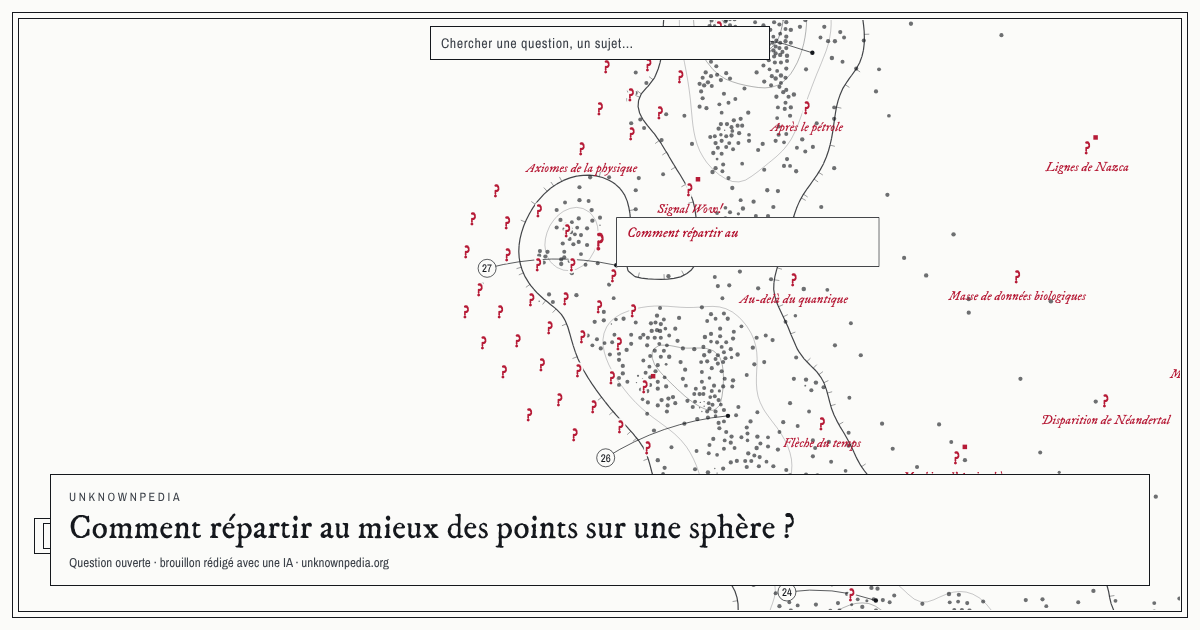 Chercher une question, un sujet...
Après le pétrole
Axiomes de la physique
Lignes de Nazca
Signal Wow!
Comment répartir au
27
Masse de données biologiques
Au-delà du quantique
Disparition de Néandertal
Flèche du temps
26
UNKNOWNPEDIA
Comment répartir au mieux des points sur une sphère ?
Question ouverte · brouillon rédigé avec une IA · unknownpedia.org
24